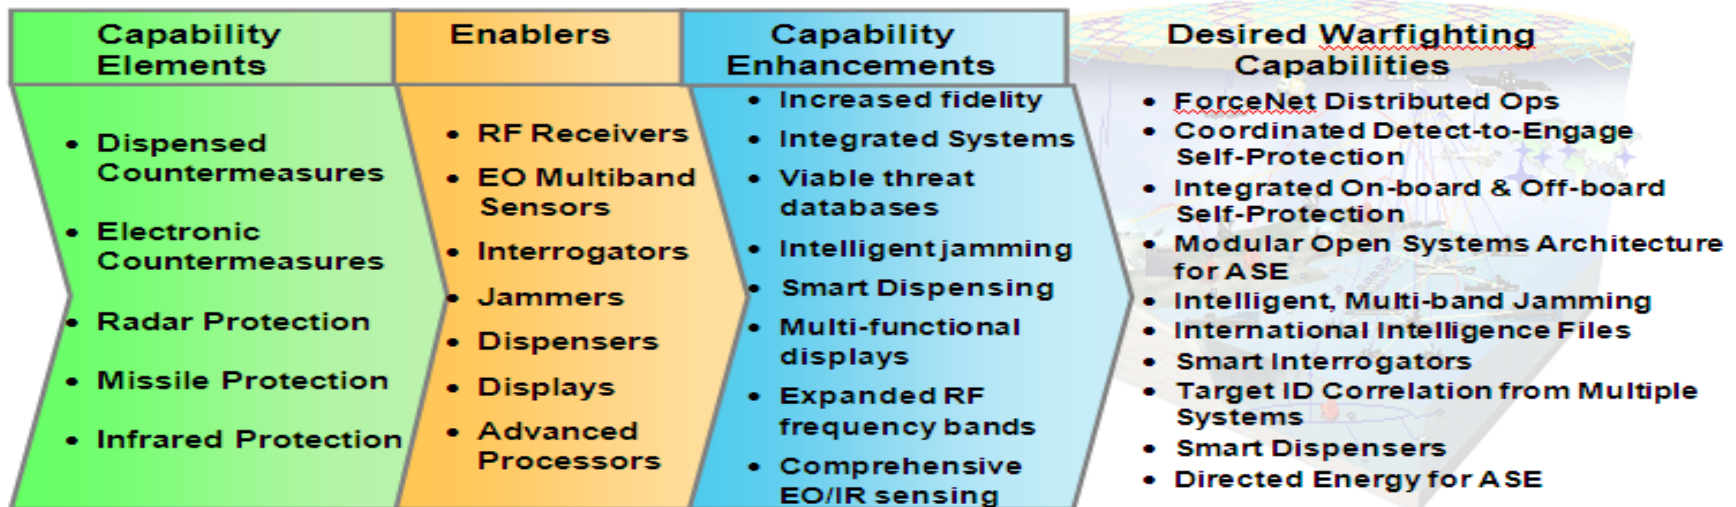 Capability
Elements
• Dispensed
Countermeasures
• Electronic
Countermeasures
• Radar Protection
• Missile Protection
• Infrared Protection
Enablers
• RF Receivers
• EO Multiband
Sensors
• Interrogators
• Jammers
• Dispensers
• Displays
• Advanced
Processors
Capability
Enhancements
• Increased fidelity
• Integrated Systems
• Viable threat
databases
• Intelligent jamming
• Smart Dispensing
• Multi-functional
displays
• Expanded RF
frequency bands
• Comprehensive
EO/IR sensing
Desired Warfighting
Capabilities
• ForceNet Distributed Ops
• Coordinated Detect-to-Engage
Self-Protection
• Integrated On-board & Off-board
Self-Protection
• Modular Open Systems Architecture
for ASE
• Intelligent, Multi-band Jamming
• International Intelligence Files
• Smart Interrogators
• Target ID Correlation from Multiple
Systems
• Smart Dispensers
• Directed Energy for ASE